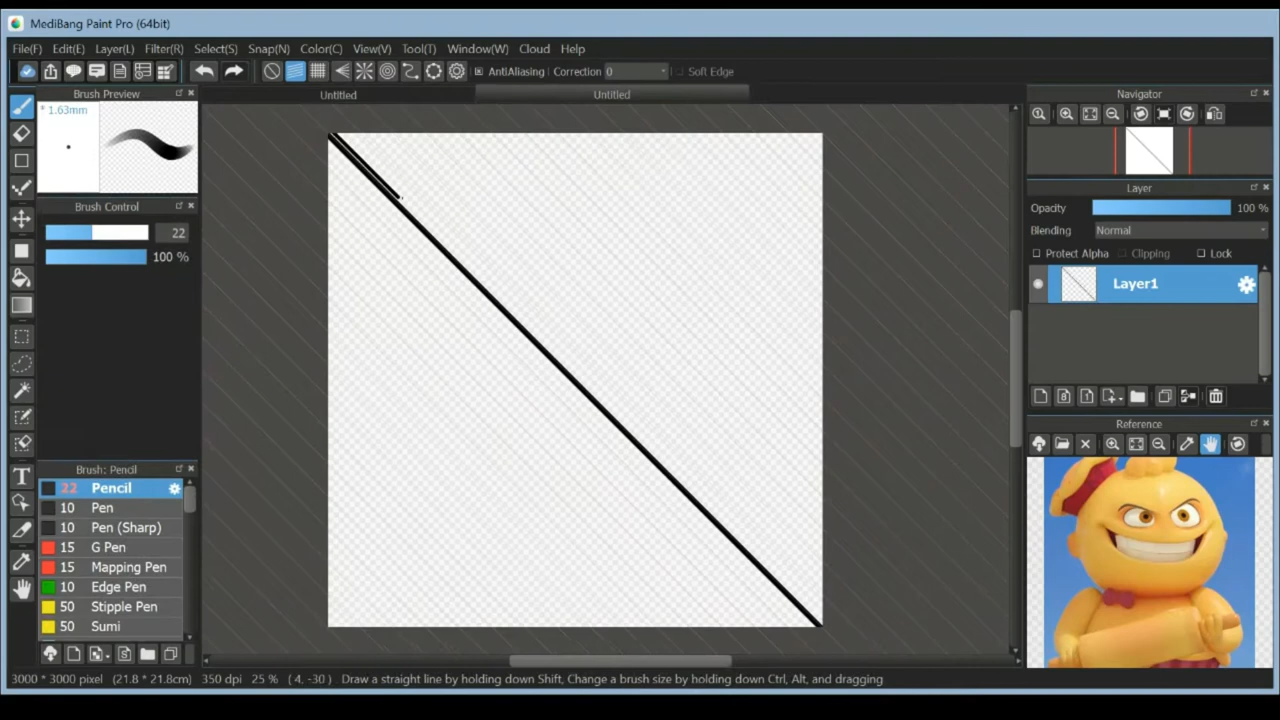 MediBang Paint Pro (64bit)
File(F) Edit(E) Layer(L) Filter(R) Select(S) Snap(N) Color(C) View(V) Tool(T) Window(W) Cloud Help
AntiAliasing Correction 0 Soft Edge
Brush Preview
Untitled Untitled
Navigator
* 1.63mm
Layer
Brush Control
Opacity 100 %
22
Blending Normal
100 %
Protect Alpha Clipping Lock
Layer1
Reference
Brush: Pencil
22 Pencil
10 Pen
10 Pen (Sharp)
15 G Pen
15 Mapping Pen
10 Edge Pen
50 Stipple Pen
50 Sumi
3000 * 3000 pixel (21.8 * 21.8cm) 350 dpi 25 % ( 4, -30 ) Draw a straight line by holding down Shift, Change a brush size by holding down Ctrl, Alt, and dragging